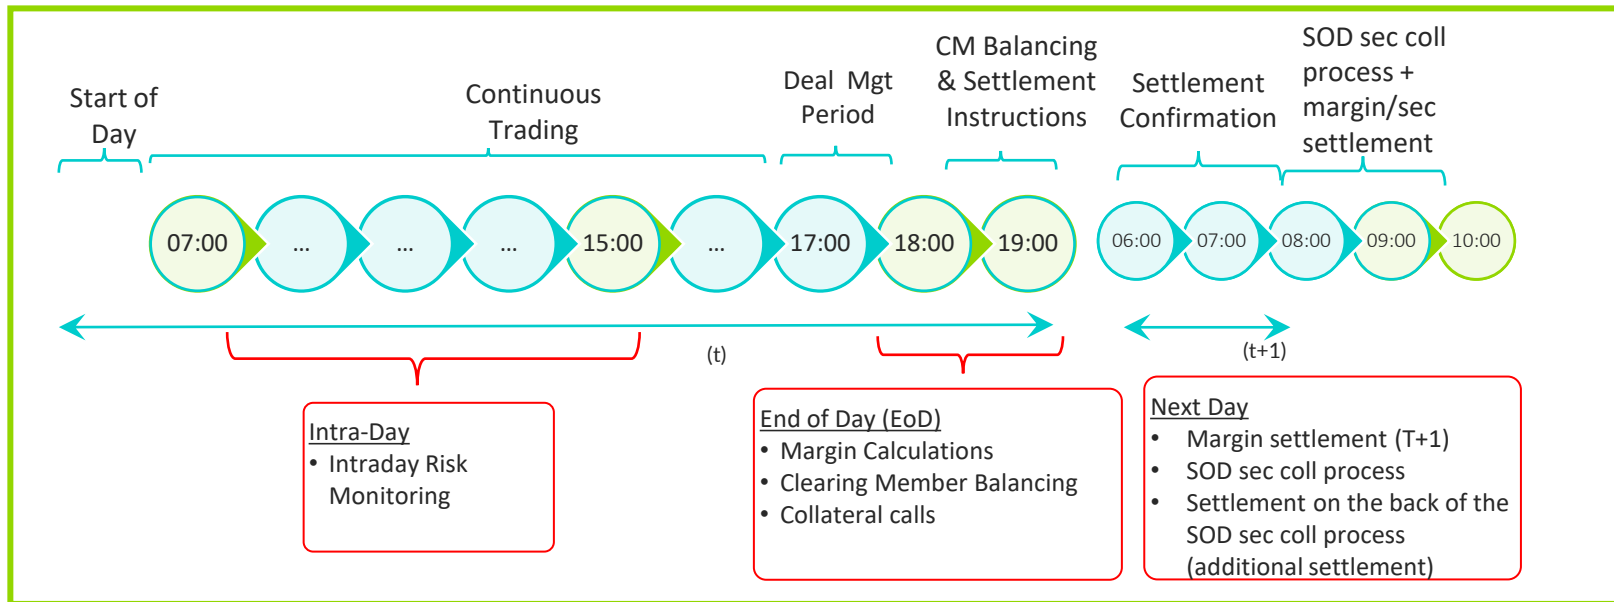 Start of
Day
Continuous
Trading
Deal Mgt
Period
CM Balancing
& Settlement
Instructions
Settlement
Confirmation
SOD sec coll
process +
margin/sec
settlement
07:00
...
...
...
15:00
...
17:00
18:00
19:00
06:00
07:00
08:00
09:00
10:00
(t)
(t+1)
Intra-Day
• Intraday Risk
Monitoring
End of Day (EoD)
• Margin Calculations
• Clearing Member Balancing
• Collateral calls
Next Day
• Margin settlement (T+1)
• SOD sec coll process
• Settlement on the back of the
SOD sec coll process
(additional settlement)